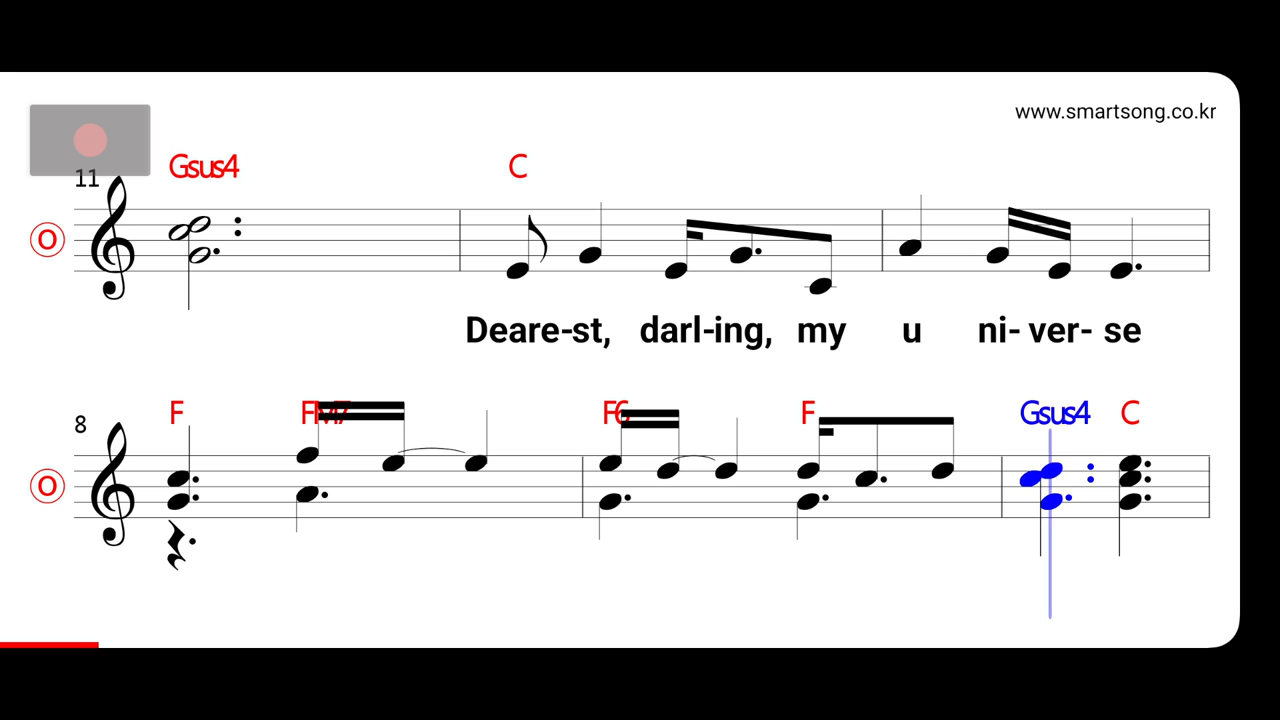 www.smartsong.co.kr
11
Gsus4 C
O
Deare-st, darl-ing, my u ni- ver- se
8
F FM7 F6 F Gsus4 C
O